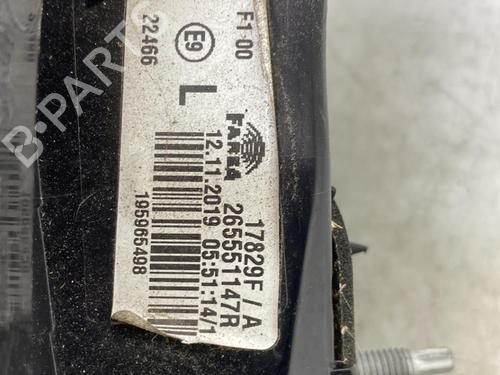 F1 00
E9
22466
L
FARBA
17829F / A
265551147R
12.11.2019 05:51:14/1
195965498
B-PARTS